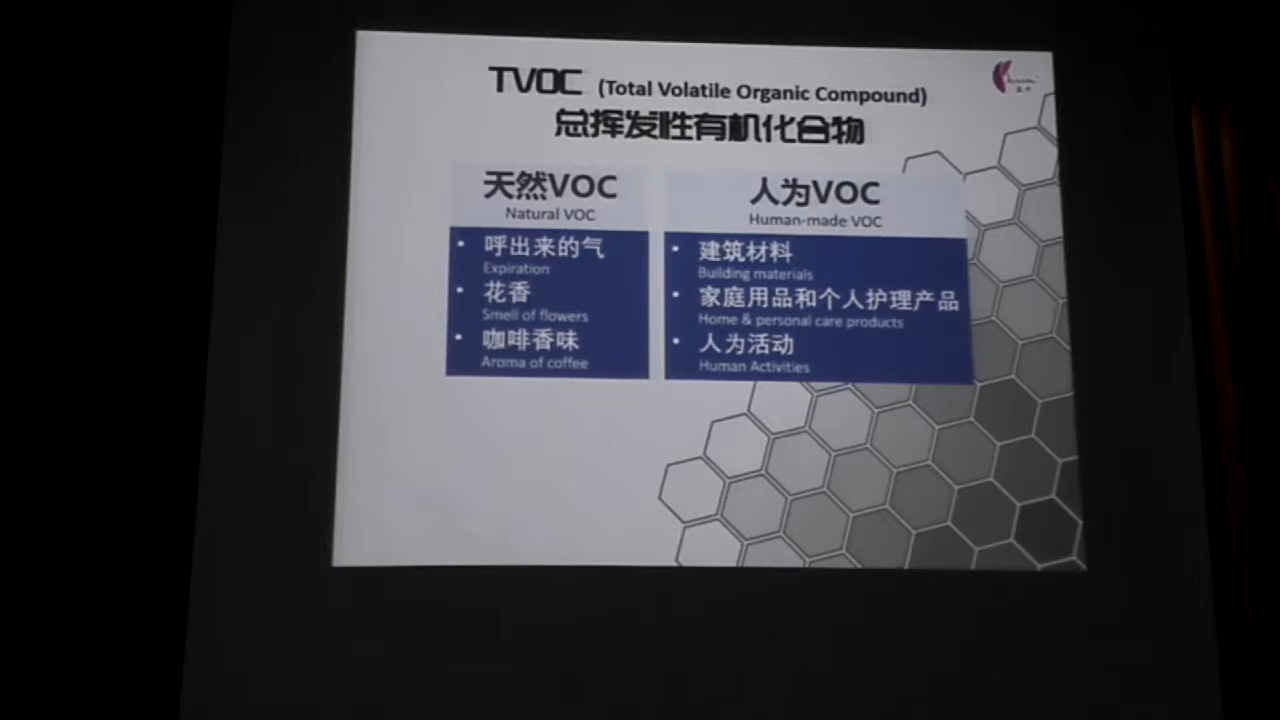 TVOC (Total Volatile Organic Compound)
总挥发性有机化合物
天然VOC
Natural VOC
• 呼出来的气
Expiration
• 花香
Smell of flowers
• 咖啡香味
Aroma of coffee
人为VOC
Human-made VOC
• 建筑材料
Building materials
• 家庭用品和个人护理产品
Home & personal care products
• 人为活动
Human Activities